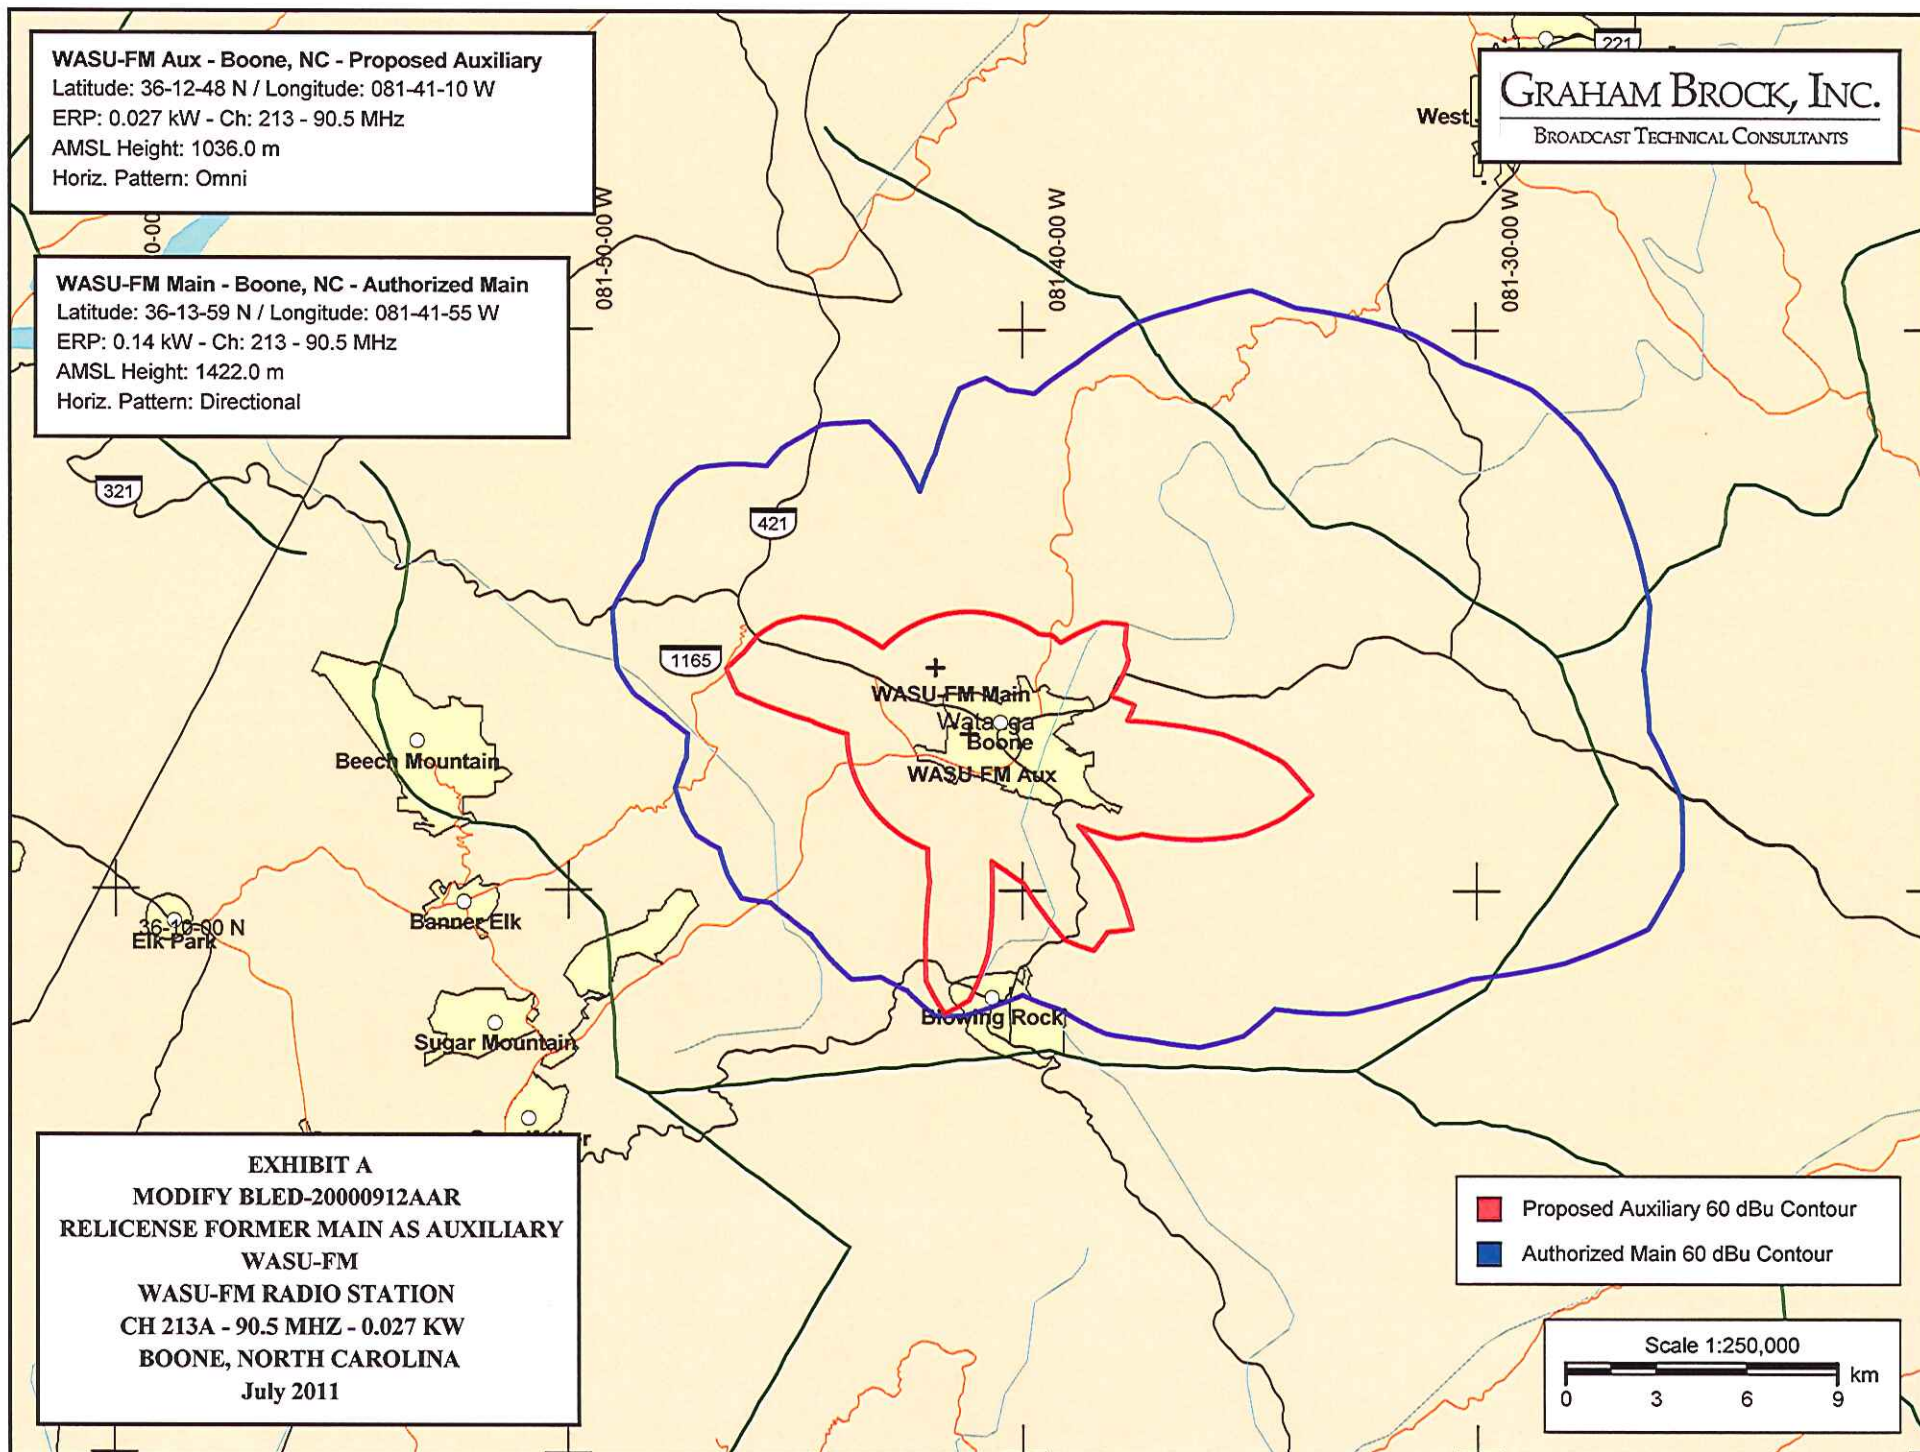 WASU-FM Aux - Boone, NC - Proposed Auxiliary
Latitude: 36-12-48 N / Longitude: 081-41-10 W
ERP: 0.027 kW - Ch: 213 - 90.5 MHz
AMSL Height: 1036.0 m
Horiz. Pattern: Omni
WASU-FM Main - Boone, NC - Authorized Main
Latitude: 36-13-59 N / Longitude: 081-41-55 W
ERP: 0.14 kW - Ch: 213 - 90.5 MHz
AMSL Height: 1422.0 m
Horiz. Pattern: Directional
GRAHAM BROCK, INC.
BROADCAST TECHNICAL CONSULTANTS
221
West
0-00
081-50-00 W
081-40-00 W
081-30-00 W
321
421
1165
WASU-FM Main
Watauga
Boone
WASU-FM Aux
Beech Mountain
Banner Elk
36-10-00 N
Elk Park
Sugar Mountain
Blowing Rock
EXHIBIT A
MODIFY BLED-20000912AAR
RELICENSE FORMER MAIN AS AUXILIARY
WASU-FM
WASU-FM RADIO STATION
CH 213A - 90.5 MHZ - 0.027 KW
BOONE, NORTH CAROLINA
July 2011
Proposed Auxiliary 60 dBu Contour
Authorized Main 60 dBu Contour
Scale 1:250,000
0 3 6 9 km